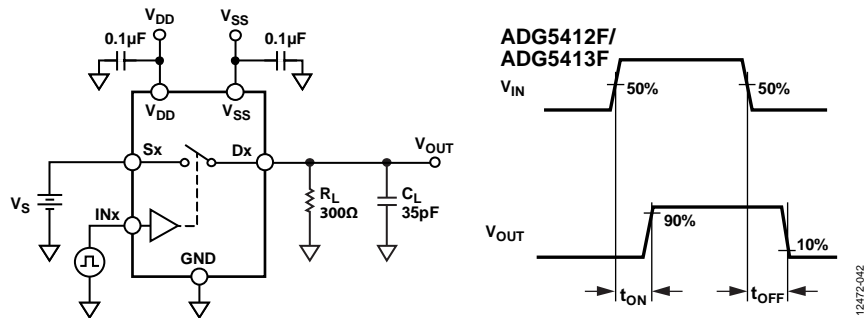 VDD
VSS
0.1µF
0.1µF
VDD
VSS
Sx
Dx
VOUT
VS
INx
RL
300Ω
CL
35pF
GND
ADG5412F/
ADG5413F
VIN
50%
50%
VOUT
90%
10%
tON
tOFF
12472-042